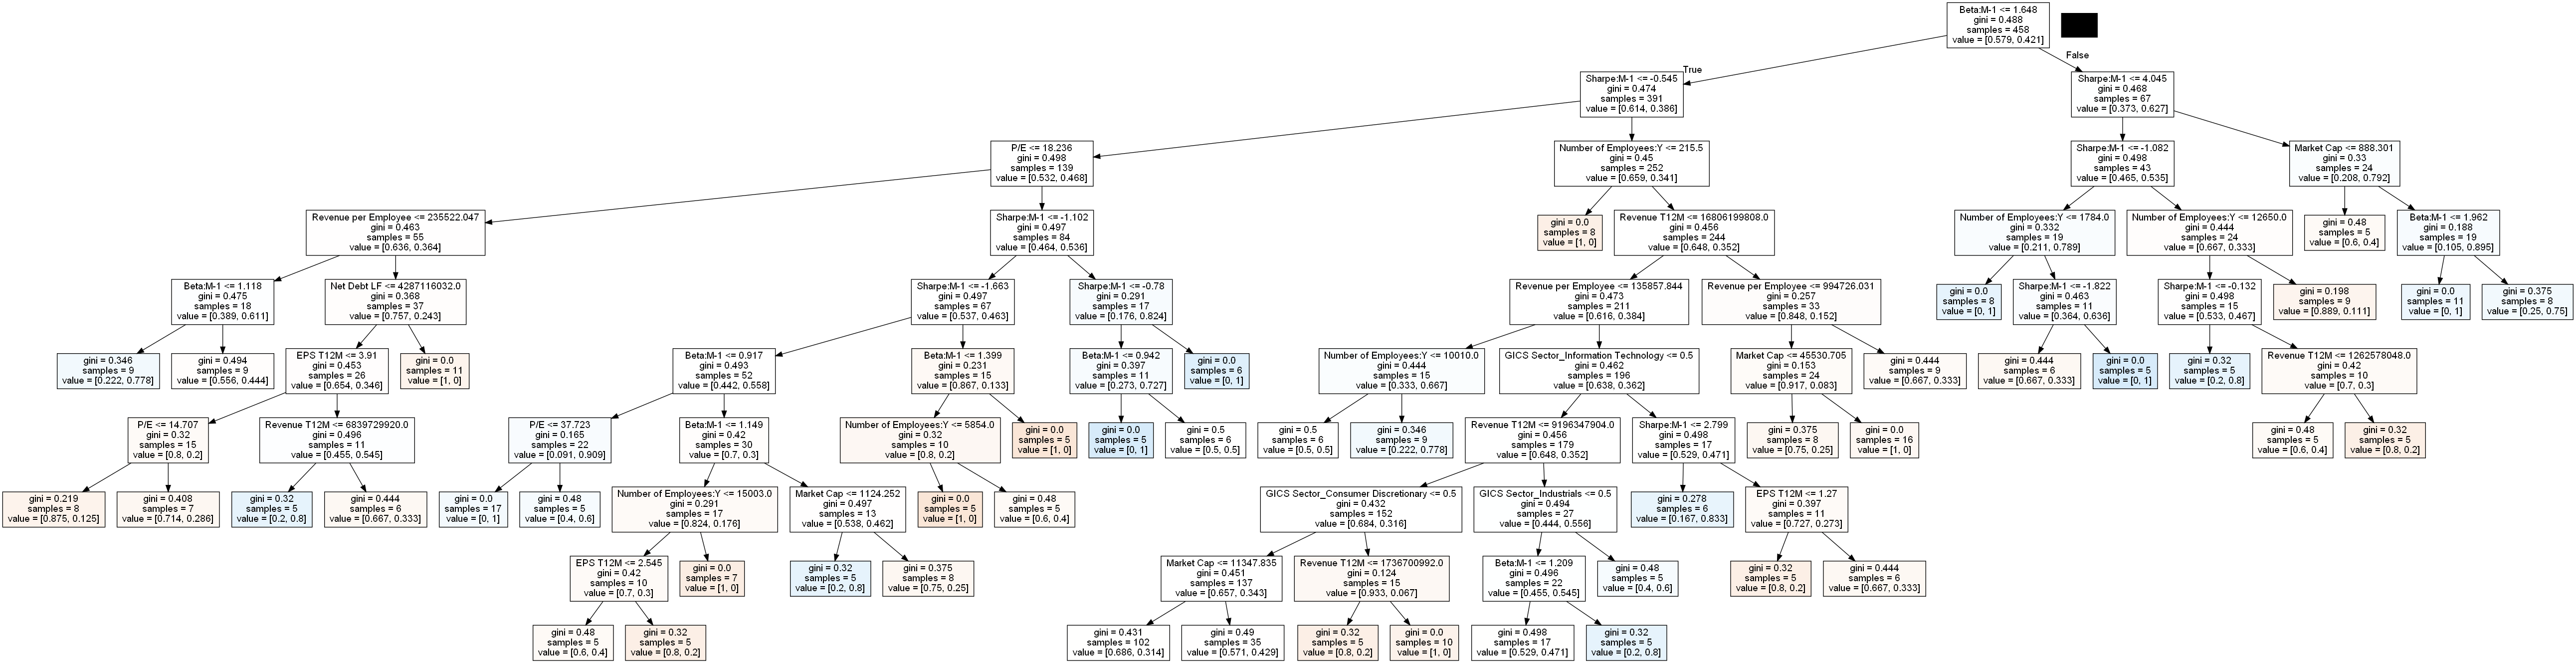 Beta:M-1 <= 1.648
gini = 0.488
samples = 458
value = [0.579, 0.421]
True
False
Sharpe:M-1 <= -0.545
gini = 0.474
samples = 391
value = [0.614, 0.386]
Sharpe:M-1 <= 4.045
gini = 0.468
samples = 67
value = [0.373, 0.627]
P/E <= 18.236
gini = 0.498
samples = 139
value = [0.532, 0.468]
Number of Employees:Y <= 215.5
gini = 0.45
samples = 252
value = [0.659, 0.341]
Sharpe:M-1 <= -1.082
gini = 0.498
samples = 43
value = [0.465, 0.535]
Market Cap <= 888.301
gini = 0.33
samples = 24
value = [0.208, 0.792]
Revenue per Employee <= 235522.047
gini = 0.463
samples = 55
value = [0.636, 0.364]
Sharpe:M-1 <= -1.102
gini = 0.497
samples = 84
value = [0.464, 0.536]
gini = 0.0
samples = 8
value = [1, 0]
Revenue T12M <= 16806199808.0
gini = 0.456
samples = 244
value = [0.648, 0.352]
Number of Employees:Y <= 1784.0
gini = 0.332
samples = 19
value = [0.211, 0.789]
Number of Employees:Y <= 12650.0
gini = 0.444
samples = 24
value = [0.667, 0.333]
gini = 0.48
samples = 5
value = [0.6, 0.4]
Beta:M-1 <= 1.962
gini = 0.188
samples = 19
value = [0.105, 0.895]
Beta:M-1 <= 1.118
gini = 0.475
samples = 18
value = [0.389, 0.611]
Net Debt LF <= 4287116032.0
gini = 0.368
samples = 37
value = [0.757, 0.243]
Sharpe:M-1 <= -1.663
gini = 0.497
samples = 67
value = [0.537, 0.463]
Sharpe:M-1 <= -0.78
gini = 0.291
samples = 17
value = [0.176, 0.824]
Revenue per Employee <= 135857.844
gini = 0.473
samples = 211
value = [0.616, 0.384]
Revenue per Employee <= 994726.031
gini = 0.257
samples = 33
value = [0.848, 0.152]
gini = 0.0
samples = 8
value = [0, 1]
Sharpe:M-1 <= -1.822
gini = 0.463
samples = 11
value = [0.364, 0.636]
Sharpe:M-1 <= -0.132
gini = 0.498
samples = 15
value = [0.533, 0.467]
gini = 0.198
samples = 9
value = [0.889, 0.111]
gini = 0.0
samples = 11
value = [0, 1]
gini = 0.375
samples = 8
value = [0.25, 0.75]
gini = 0.346
samples = 9
value = [0.222, 0.778]
gini = 0.494
samples = 9
value = [0.556, 0.444]
EPS T12M <= 3.91
gini = 0.453
samples = 26
value = [0.654, 0.346]
gini = 0.0
samples = 11
value = [1, 0]
Beta:M-1 <= 0.917
gini = 0.493
samples = 52
value = [0.442, 0.558]
Beta:M-1 <= 1.399
gini = 0.231
samples = 15
value = [0.867, 0.133]
Beta:M-1 <= 0.942
gini = 0.397
samples = 11
value = [0.273, 0.727]
gini = 0.0
samples = 6
value = [0, 1]
Number of Employees:Y <= 10010.0
gini = 0.444
samples = 15
value = [0.333, 0.667]
GICS Sector_Information Technology <= 0.5
gini = 0.462
samples = 196
value = [0.638, 0.362]
Market Cap <= 45530.705
gini = 0.153
samples = 24
value = [0.917, 0.083]
gini = 0.444
samples = 9
value = [0.667, 0.333]
gini = 0.444
samples = 6
value = [0.667, 0.333]
gini = 0.0
samples = 5
value = [0, 1]
gini = 0.32
samples = 5
value = [0.2, 0.8]
Revenue T12M <= 1262578048.0
gini = 0.42
samples = 10
value = [0.7, 0.3]
P/E <= 14.707
gini = 0.32
samples = 15
value = [0.8, 0.2]
Revenue T12M <= 6839729920.0
gini = 0.496
samples = 11
value = [0.455, 0.545]
P/E <= 37.723
gini = 0.165
samples = 22
value = [0.091, 0.909]
Beta:M-1 <= 1.149
gini = 0.42
samples = 30
value = [0.7, 0.3]
Number of Employees:Y <= 5854.0
gini = 0.32
samples = 10
value = [0.8, 0.2]
gini = 0.0
samples = 5
value = [1, 0]
gini = 0.0
samples = 5
value = [0, 1]
gini = 0.5
samples = 6
value = [0.5, 0.5]
gini = 0.5
samples = 6
value = [0.5, 0.5]
gini = 0.346
samples = 9
value = [0.222, 0.778]
Revenue T12M <= 9196347904.0
gini = 0.456
samples = 179
value = [0.648, 0.352]
Sharpe:M-1 <= 2.799
gini = 0.498
samples = 17
value = [0.529, 0.471]
gini = 0.375
samples = 8
value = [0.75, 0.25]
gini = 0.0
samples = 16
value = [1, 0]
gini = 0.48
samples = 5
value = [0.6, 0.4]
gini = 0.32
samples = 5
value = [0.8, 0.2]
gini = 0.219
samples = 8
value = [0.875, 0.125]
gini = 0.408
samples = 7
value = [0.714, 0.286]
gini = 0.32
samples = 5
value = [0.2, 0.8]
gini = 0.444
samples = 6
value = [0.667, 0.333]
gini = 0.0
samples = 17
value = [0, 1]
gini = 0.48
samples = 5
value = [0.4, 0.6]
Number of Employees:Y <= 15003.0
gini = 0.291
samples = 17
value = [0.824, 0.176]
Market Cap <= 1124.252
gini = 0.497
samples = 13
value = [0.538, 0.462]
gini = 0.0
samples = 5
value = [1, 0]
gini = 0.48
samples = 5
value = [0.6, 0.4]
GICS Sector_Consumer Discretionary <= 0.5
gini = 0.432
samples = 152
value = [0.684, 0.316]
GICS Sector_Industrials <= 0.5
gini = 0.494
samples = 27
value = [0.444, 0.556]
gini = 0.278
samples = 6
value = [0.167, 0.833]
EPS T12M <= 1.27
gini = 0.397
samples = 11
value = [0.727, 0.273]
EPS T12M <= 2.545
gini = 0.42
samples = 10
value = [0.7, 0.3]
gini = 0.0
samples = 7
value = [1, 0]
gini = 0.32
samples = 5
value = [0.2, 0.8]
gini = 0.375
samples = 8
value = [0.75, 0.25]
Market Cap <= 11347.835
gini = 0.451
samples = 137
value = [0.657, 0.343]
Revenue T12M <= 1736700992.0
gini = 0.124
samples = 15
value = [0.933, 0.067]
Beta:M-1 <= 1.209
gini = 0.496
samples = 22
value = [0.455, 0.545]
gini = 0.48
samples = 5
value = [0.4, 0.6]
gini = 0.32
samples = 5
value = [0.8, 0.2]
gini = 0.444
samples = 6
value = [0.667, 0.333]
gini = 0.48
samples = 5
value = [0.6, 0.4]
gini = 0.32
samples = 5
value = [0.8, 0.2]
gini = 0.431
samples = 102
value = [0.686, 0.314]
gini = 0.49
samples = 35
value = [0.571, 0.429]
gini = 0.32
samples = 5
value = [0.8, 0.2]
gini = 0.0
samples = 10
value = [1, 0]
gini = 0.498
samples = 17
value = [0.529, 0.471]
gini = 0.32
samples = 5
value = [0.2, 0.8]